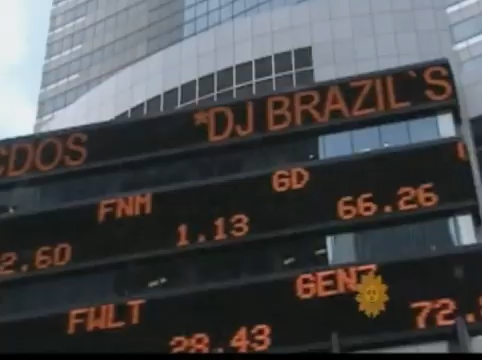 CDOS *DJ BRAZIL`S
FNM GD
2.60 1.13 66.26
FWLT GENZ
28.43 72.